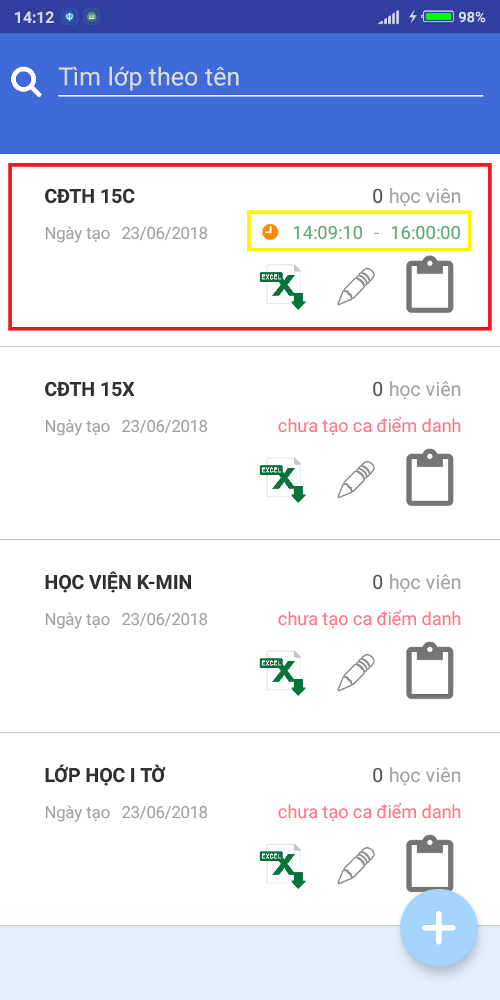 14:12 98%
Tìm lớp theo tên
CĐTH 15C 0 học viên
Ngày tạo 23/06/2018 14:09:10 - 16:00:00
EXCEL X
CĐTH 15X 0 học viên
Ngày tạo 23/06/2018 chưa tạo ca điểm danh
EXCEL X
HỌC VIỆN K-MIN 0 học viên
Ngày tạo 23/06/2018 chưa tạo ca điểm danh
EXCEL X
LỚP HỌC I TỜ 0 học viên
Ngày tạo 23/06/2018 chưa tạo ca điểm danh
EXCEL X